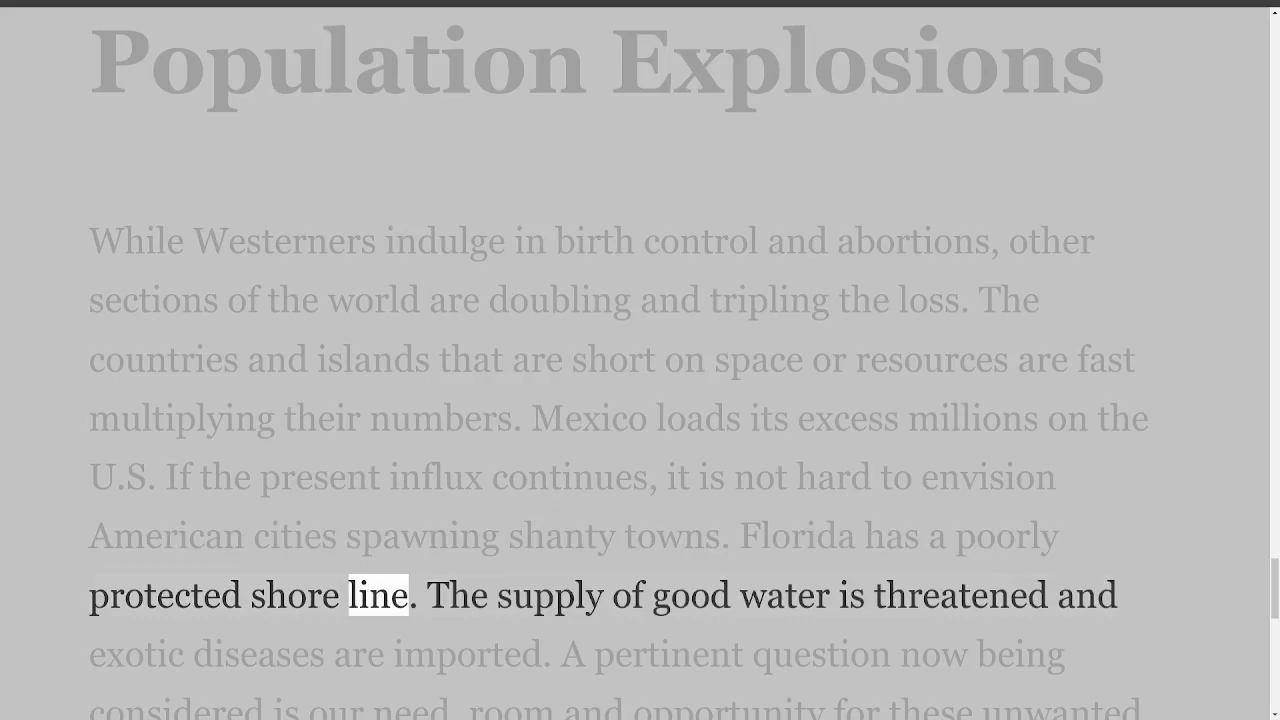 Population Explosions
While Westerners indulge in birth control and abortions, other
sections of the world are doubling and tripling the loss. The
countries and islands that are short on space or resources are fast
multiplying their numbers. Mexico loads its excess millions on the
U.S. If the present influx continues, it is not hard to envision
American cities spawning shanty towns. Florida has a poorly
protected shore line. The supply of good water is threatened and
exotic diseases are imported. A pertinent question now being
considered is our need, room and opportunity for these unwanted